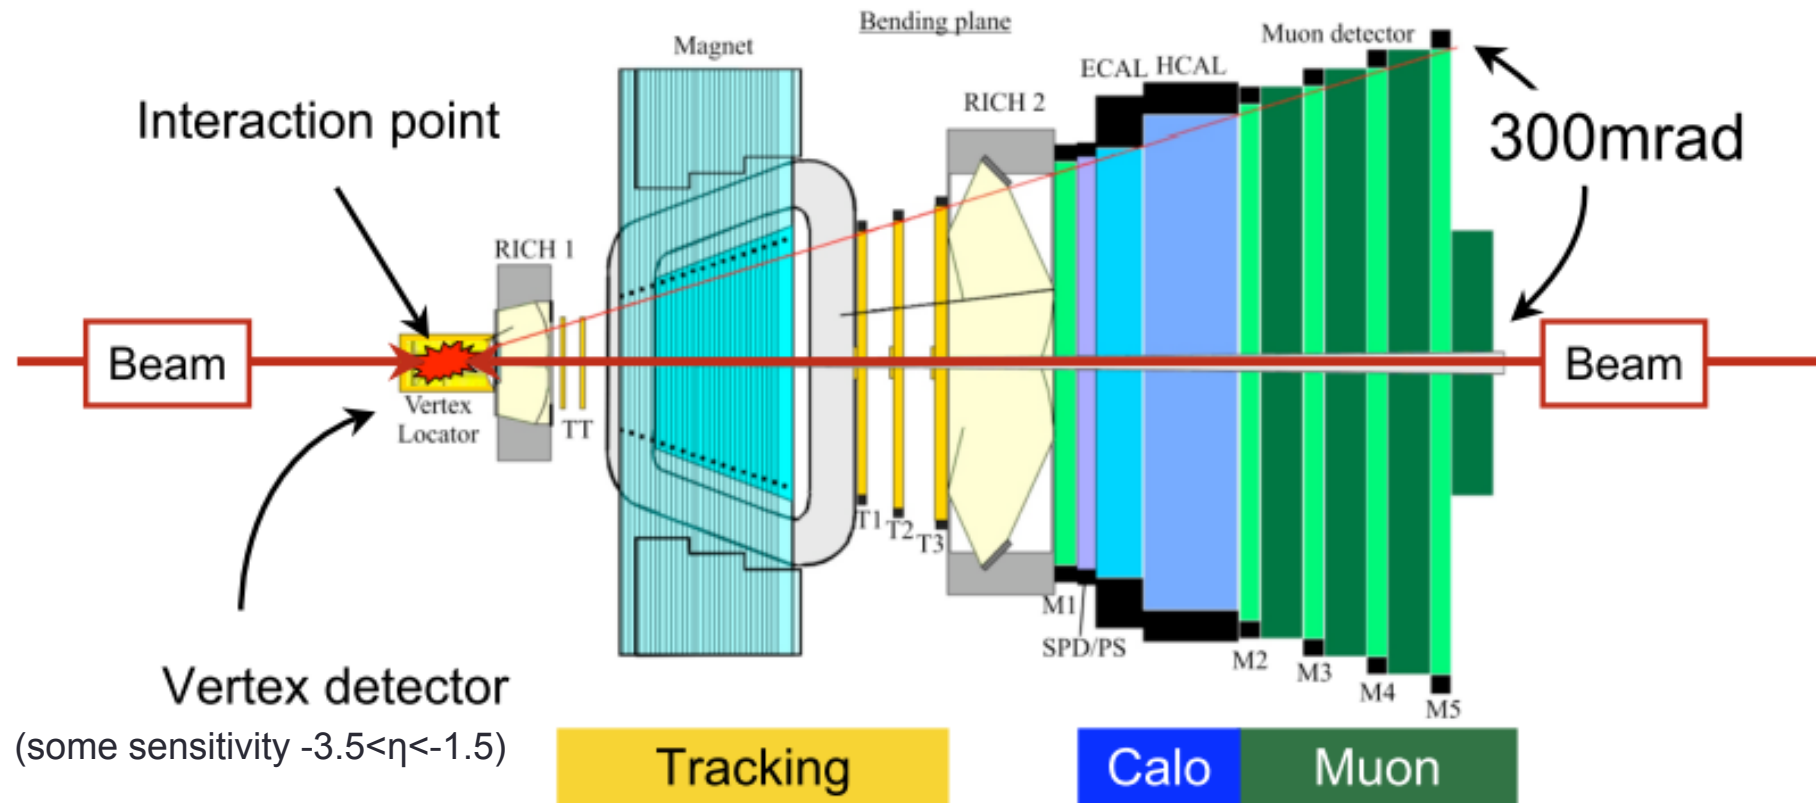 Bending plane
Magnet
Muon detector
ECAL HCAL
RICH 2
Interaction point
300mrad
RICH 1
Beam
Beam
Vertex
Locator
TT
T1
T2
T3
M1
SPD/PS
M2
M3
M4
M5
Vertex detector
(some sensitivity -3.5<η<-1.5)
Tracking
Calo
Muon